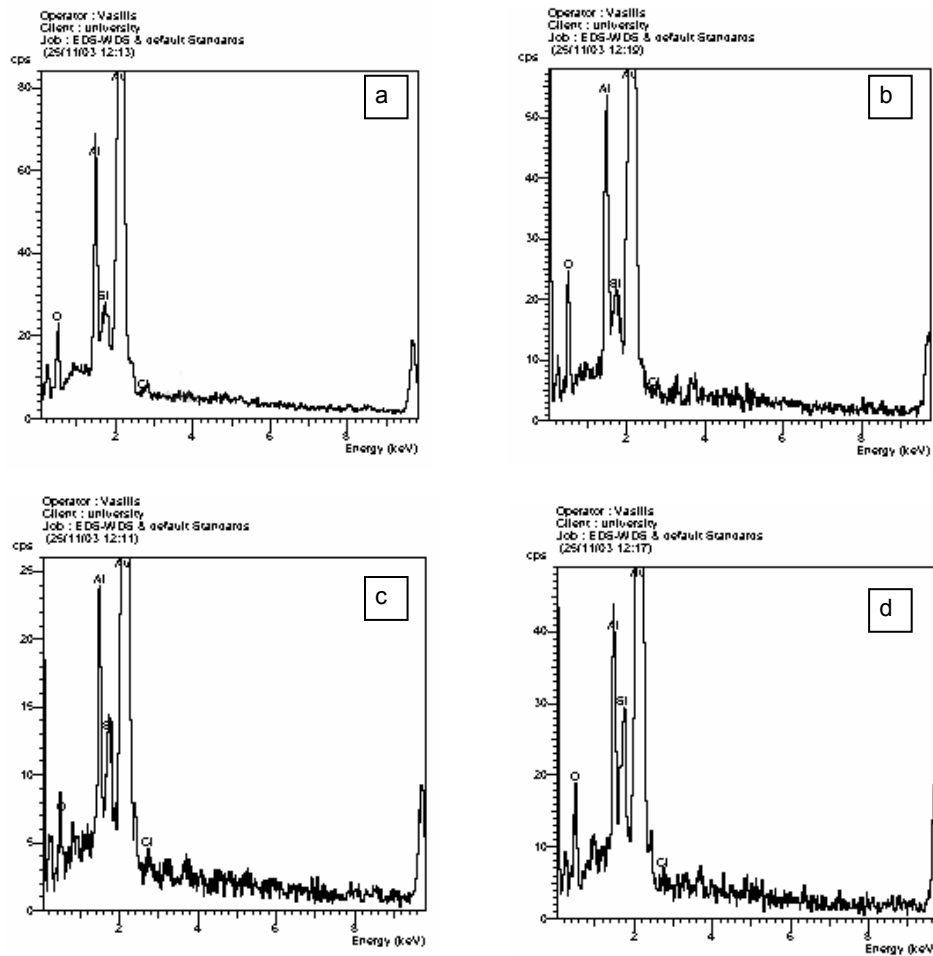 Operator : Vasilis
Client : university
Job : EDS-WDS & default Standards
(25/11/03 12:13)
cps
a
80
60
40
20
0
Au
Al
Si
O
Cl
2
4
6
8
Energy (keV)
Operator : Vasilis
Client : university
Job : EDS-WDS & default Standards
(25/11/03 12:19)
cps
b
50
40
30
20
10
0
Au
Al
O
Si
Cl
2
4
6
8
Energy (keV)
Operator : Vasilis
Client : university
Job : EDS-WDS & default Standards
(25/11/03 12:11)
cps
c
25
20
15
10
5
0
Au
Al
O
Cl
2
4
6
8
Energy (keV)
Operator : Vasilis
Client : university
Job : EDS-WDS & default Standards
(25/11/03 12:17)
cps
d
40
30
20
10
0
Au
Al
Si
O
Cl
2
4
6
8
Energy (keV)